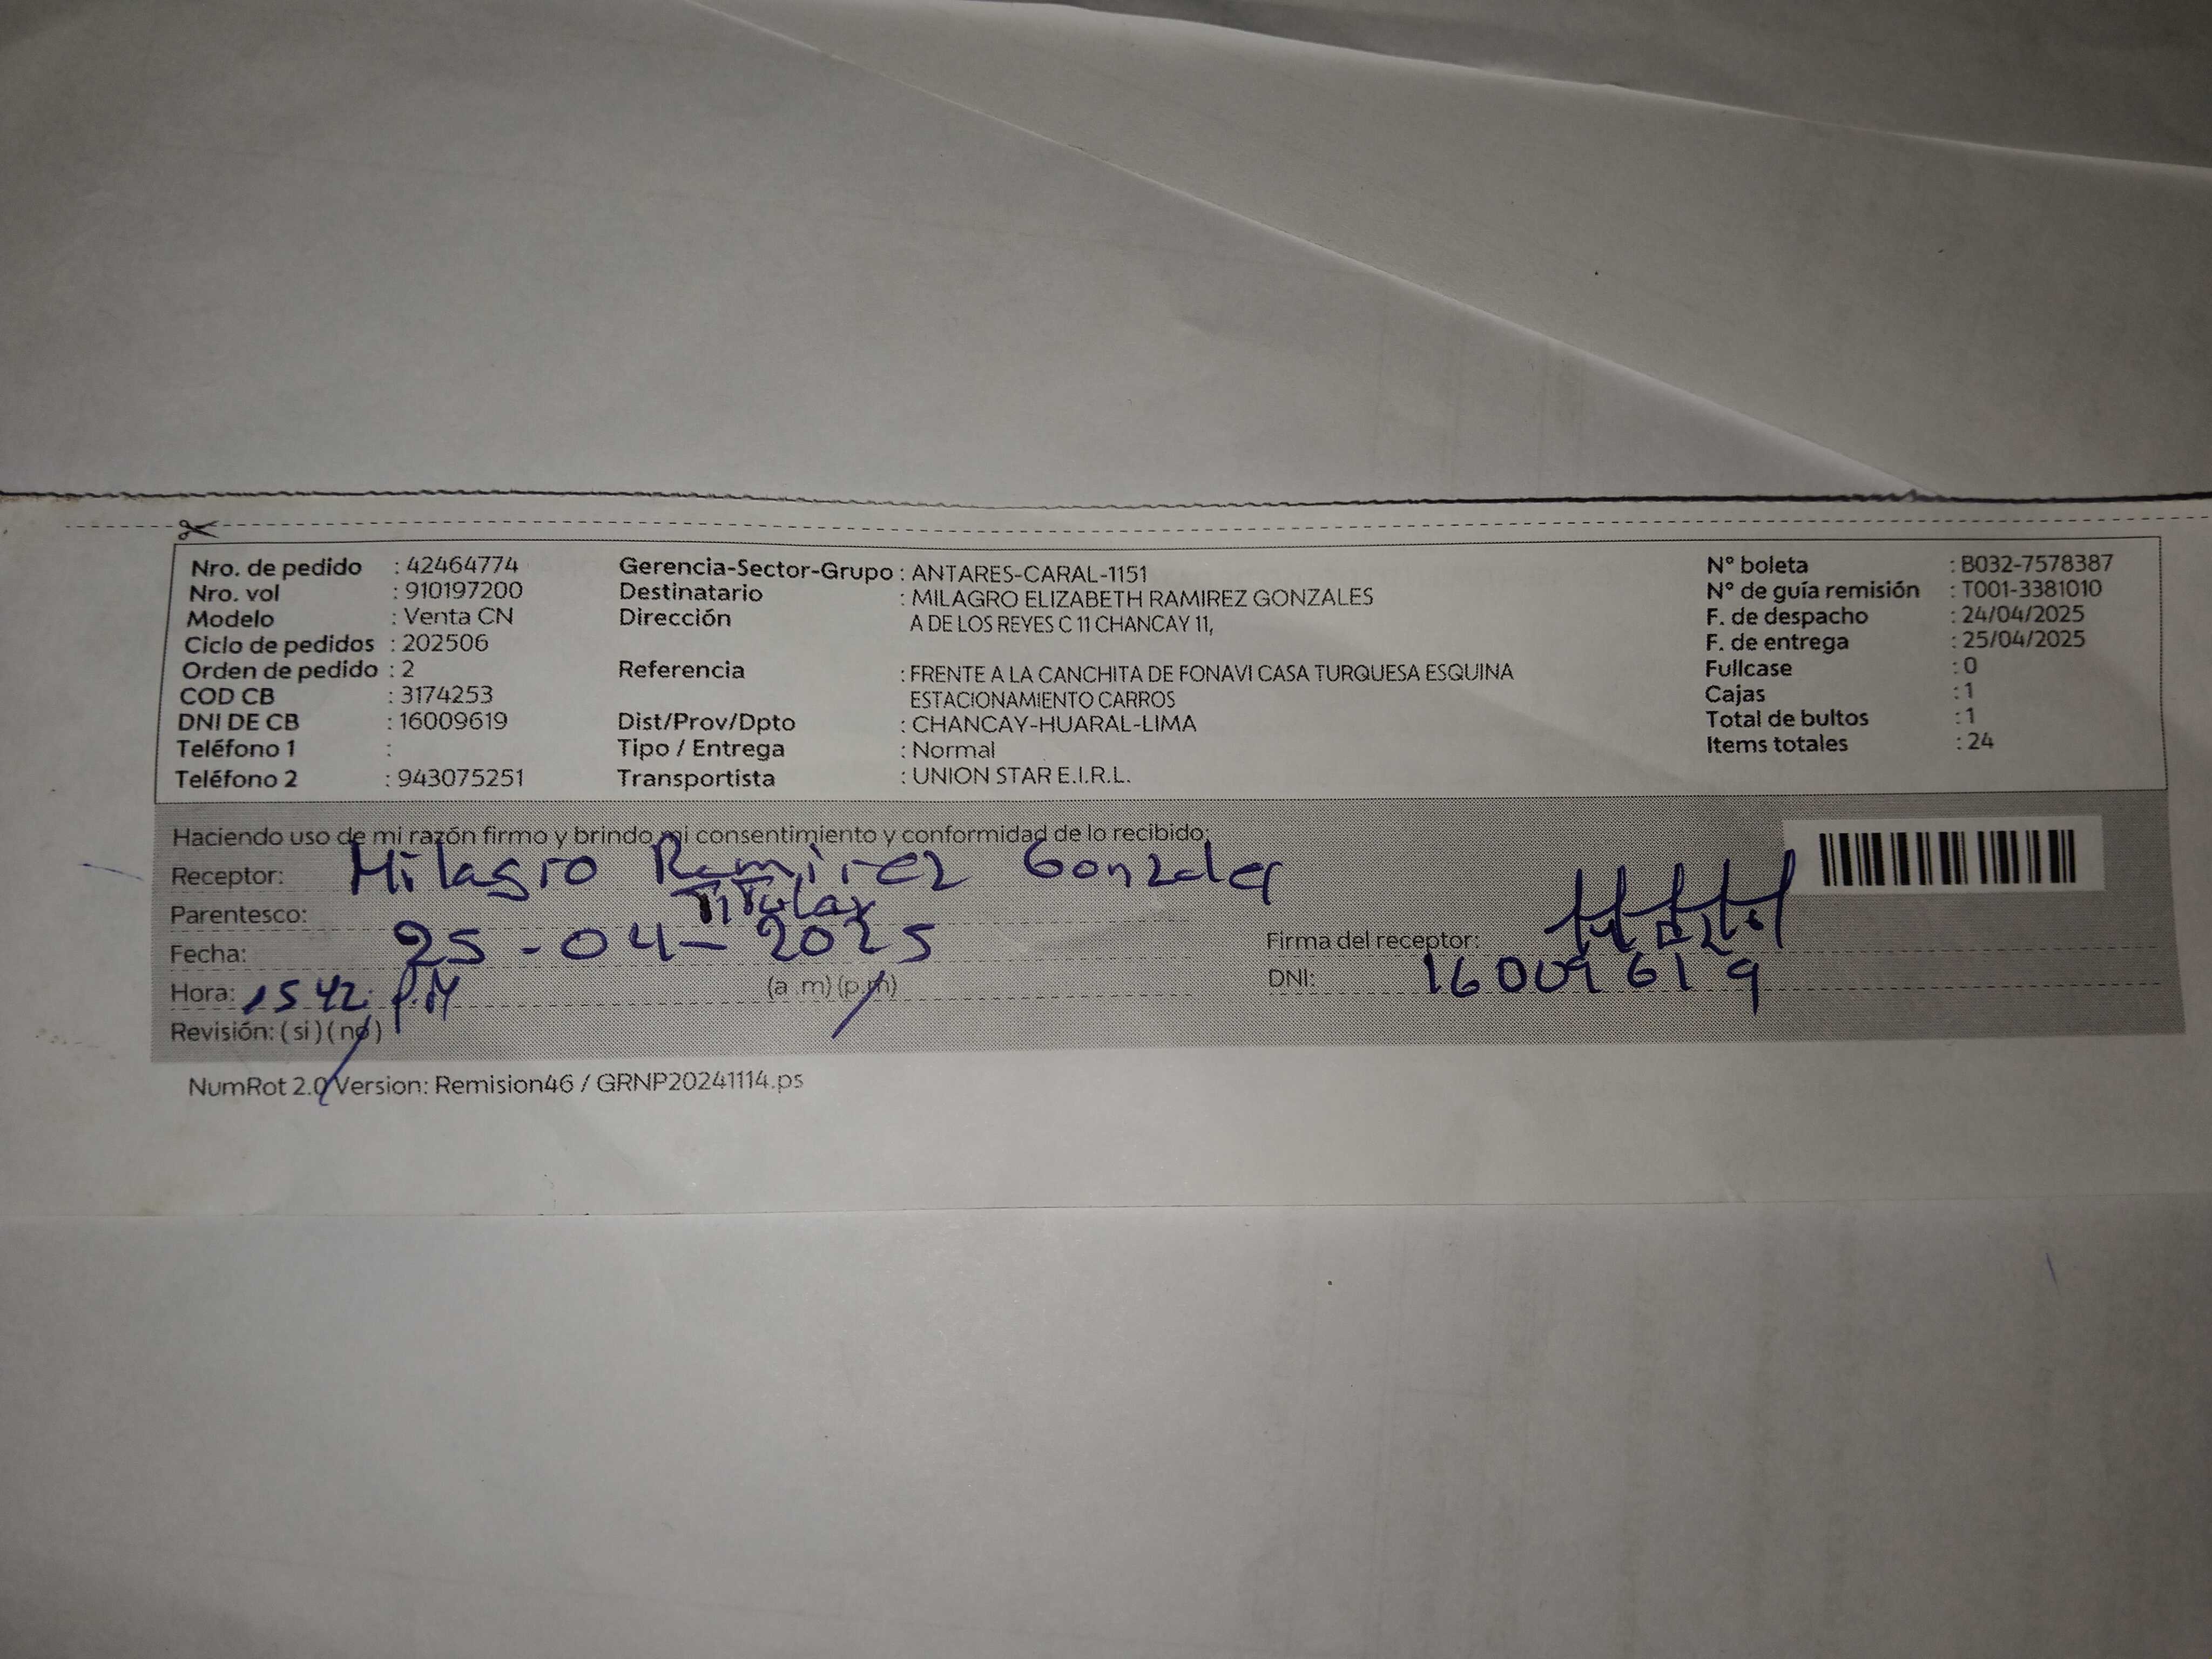 Nro. de pedido : 42464774 Gerencia-Sector-Grupo : ANTARES-CARAL-1151 N° boleta : B032-7578387
Nro. vol : 910197200 Destinatario : MILAGRO ELIZABETH RAMIREZ GONZALES N° de guía remisión : T001-3381010
Modelo : Venta CN Dirección A DE LOS REYES C 11 CHANCAY 11, F. de despacho : 24/04/2025
Ciclo de pedidos : 202506 F. de entrega : 25/04/2025
Orden de pedido : 2 Referencia : FRENTE A LA CANCHITA DE FONAVI CASA TURQUESA ESQUINA Fullcase : 0
COD CB : 3174253 ESTACIONAMIENTO CARROS Cajas : 1
DNI DE CB : 16009619 Dist/Prov/Dpto : CHANCAY-HUARAL-LIMA Total de bultos : 1
Teléfono 1 : Tipo / Entrega : Normal Items totales : 24
Teléfono 2 : 943075251 Transportista : UNION STAR E.I.R.L.
Haciendo uso de mi razón firmo y brindo mi consentimiento y conformidad de lo recibido:
Receptor: Milagro Ramirez Gonzales
Parentesco: Titular
Fecha: 25-04-2025 Firma del receptor:
Hora: 15 42 P.M (a .m) (p.m) DNI: 16009619
Revisión: ( si ) ( no )
NumRot 2.0 Version: Remision46 / GRNP20241114.ps